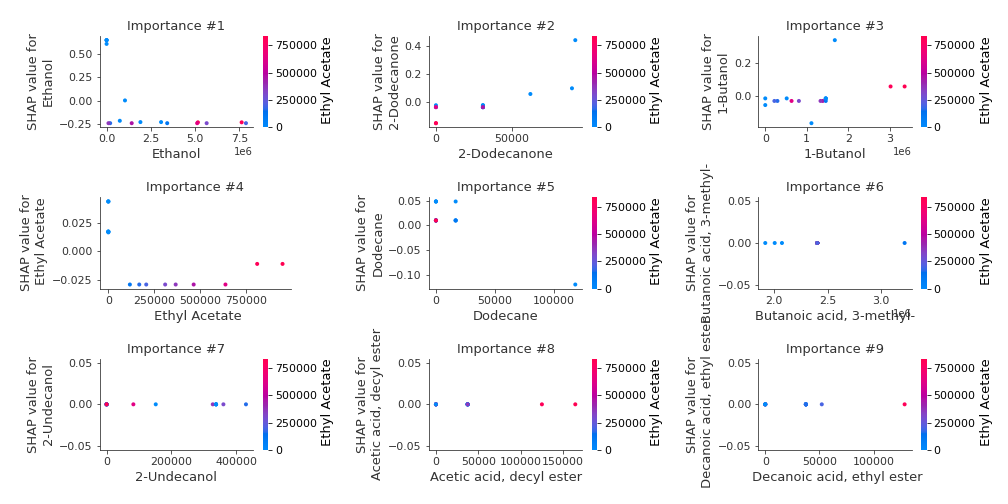 Importance #1
SHAP value for
Ethanol
0.50
0.25
0.00
−0.25
0.0
2.5
5.0
7.5
1e6
Ethanol
750000
500000
250000
0
Ethyl Acetate
Importance #2
SHAP value for
2-Dodecanone
0.4
0.2
0.0
0
50000
2-Dodecanone
750000
500000
250000
0
Ethyl Acetate
Importance #3
SHAP value for
1-Butanol
0.2
0.0
0
1
2
3
1e6
1-Butanol
750000
500000
250000
0
Ethyl Acetate
Importance #4
SHAP value for
Ethyl Acetate
0.025
0.000
−0.025
0
250000
500000
750000
Ethyl Acetate
Importance #5
SHAP value for
Dodecane
0.05
0.00
−0.05
−0.10
0
50000
100000
Dodecane
750000
500000
250000
0
Ethyl Acetate
Importance #6
SHAP value for
Butanoic acid, 3-methyl-
0.05
0.00
−0.05
2.0
2.5
3.0
1e6
Butanoic acid, 3-methyl-
750000
500000
250000
0
Ethyl Acetate
Importance #7
SHAP value for
2-Undecanol
0.05
0.00
−0.05
0
200000
400000
2-Undecanol
750000
500000
250000
0
Ethyl Acetate
Importance #8
SHAP value for
Acetic acid, decyl ester
0.05
0.00
−0.05
0
50000
100000
150000
Acetic acid, decyl ester
750000
500000
250000
0
Ethyl Acetate
Importance #9
SHAP value for
Decanoic acid, ethyl ester
0.05
0.00
−0.05
0
50000
100000
Decanoic acid, ethyl ester
750000
500000
250000
0
Ethyl Acetate